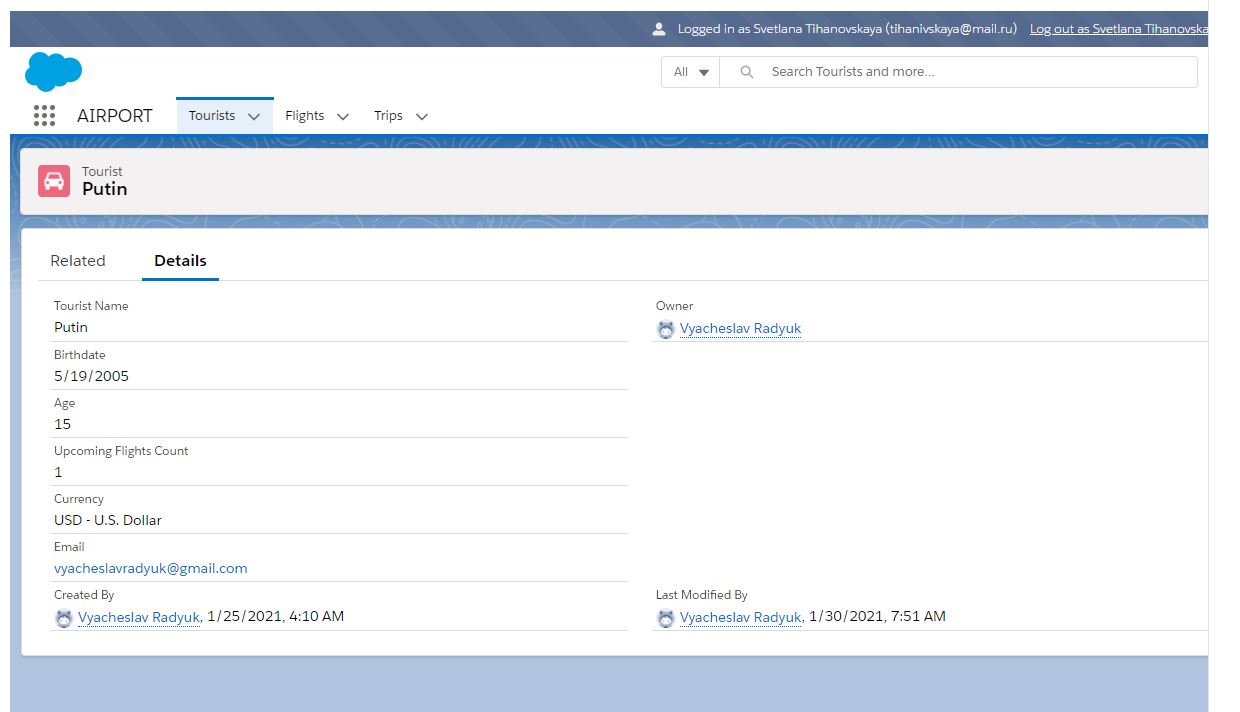 Logged in as Svetlana Tihanovskaya (tihanivskaya@mail.ru) Log out as Svetlana Tihanovska
All Search Tourists and more...
AIRPORT Tourists Flights Trips
Tourist
Putin
Related Details
Tourist Name Owner
Putin Vyacheslav Radyuk
Birthdate
5/19/2005
Age
15
Upcoming Flights Count
1
Currency
USD - U.S. Dollar
Email
vyacheslavradyuk@gmail.com
Created By Last Modified By
Vyacheslav Radyuk, 1/25/2021, 4:10 AM Vyacheslav Radyuk, 1/30/2021, 7:51 AM